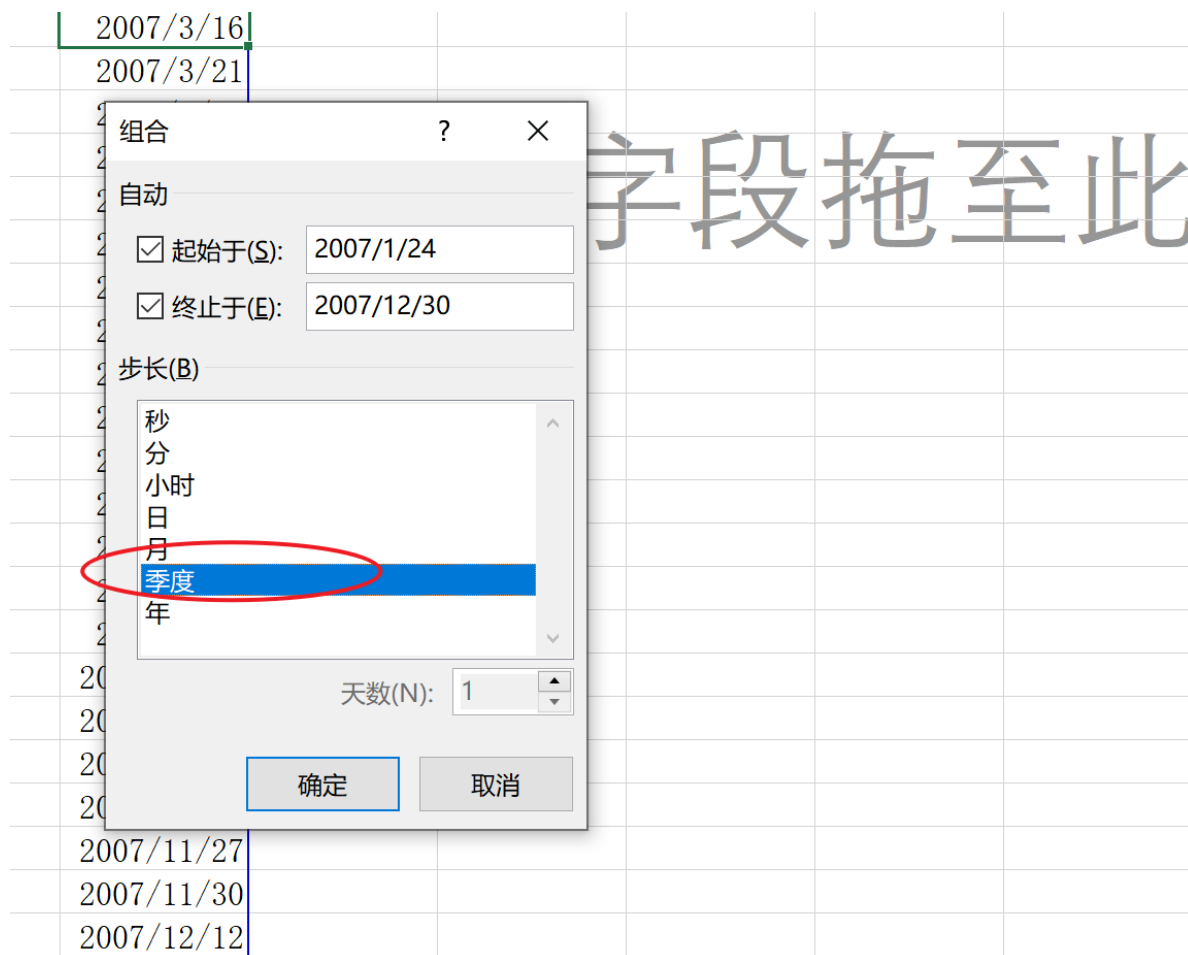 2007/3/16
2007/3/21
组合 ?
字段拖至此
自动
起始于(S): 2007/1/24
终止于(E): 2007/12/30
步长(B)
秒
分
小时
日
月
季度
年
天数(N): 1
确定 取消
2007/11/27
2007/11/30
2007/12/12